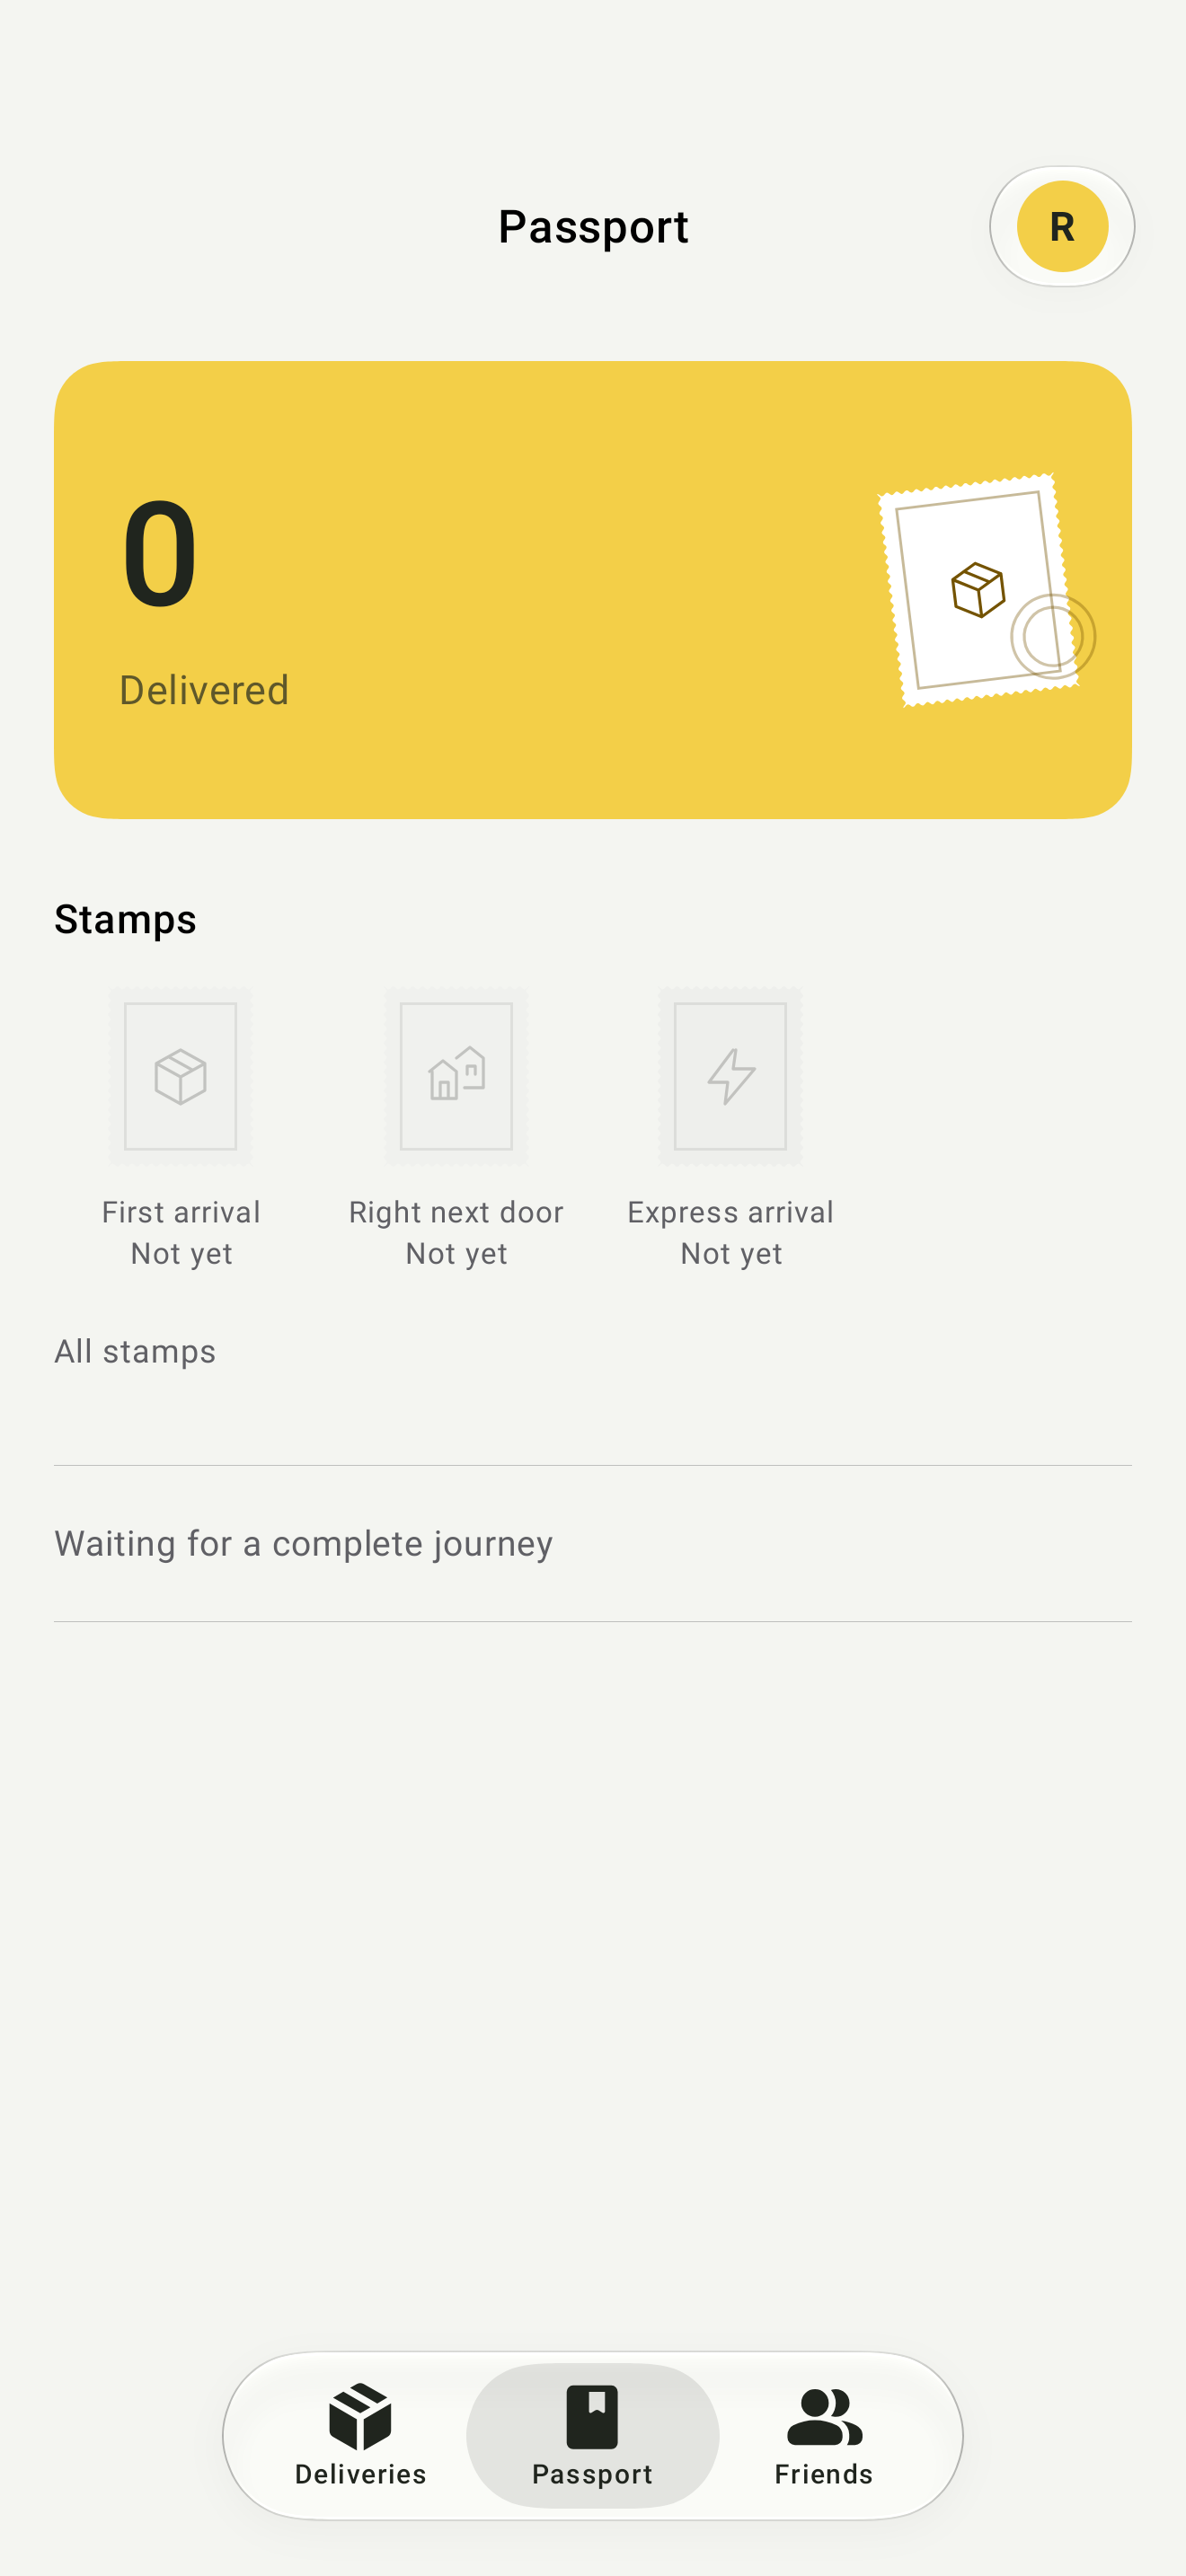 Passport
R
0
Delivered
Stamps
First arrival
Not yet
Right next door
Not yet
Express arrival
Not yet
All stamps
Waiting for a complete journey
Deliveries
Passport
Friends